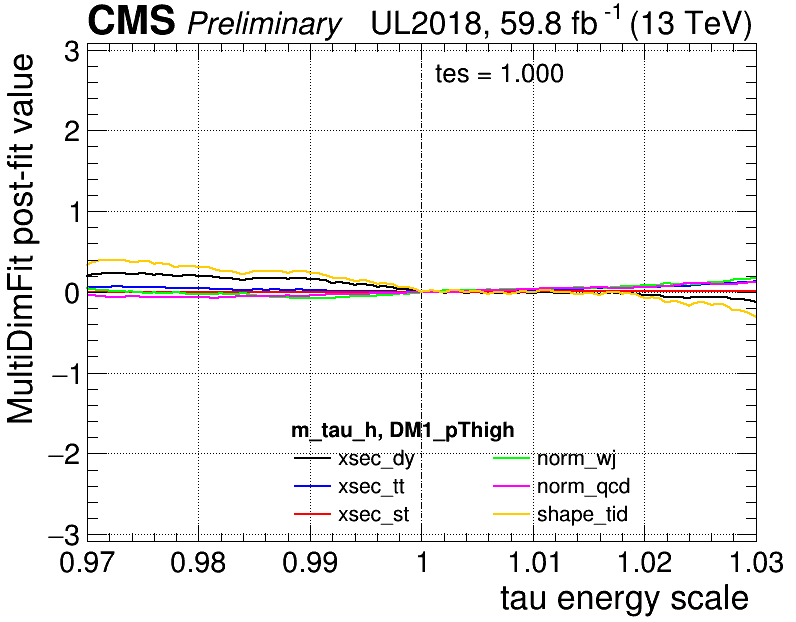 CMS Preliminary UL2018, 59.8 fb⁻¹ (13 TeV)
MultiDimFit post-fit value
3
2
1
0
−1
−2
−3
tes = 1.000
m_tau_h, DM1_pThigh
xsec_dy norm_wj
xsec_tt norm_qcd
xsec_st shape_tid
0.97 0.98 0.99 1 1.01 1.02 1.03
tau energy scale